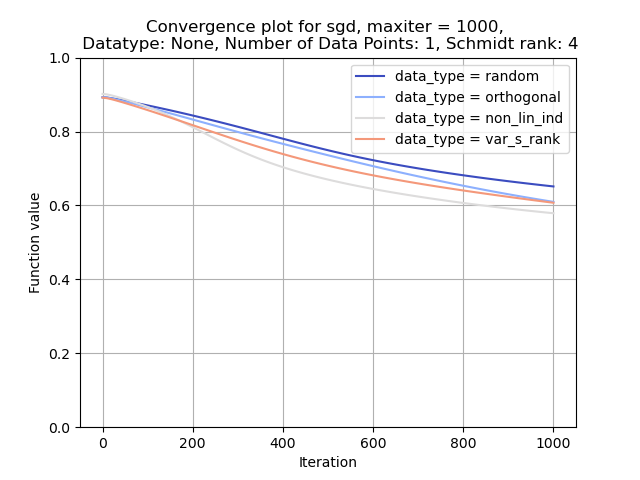 Convergence plot for sgd, maxiter = 1000,
Datatype: None, Number of Data Points: 1, Schmidt rank: 4
1.0
0.8
0.6
0.4
0.2
0.0
Function value
data_type = random
data_type = orthogonal
data_type = non_lin_ind
data_type = var_s_rank
0 200 400 600 800 1000
Iteration